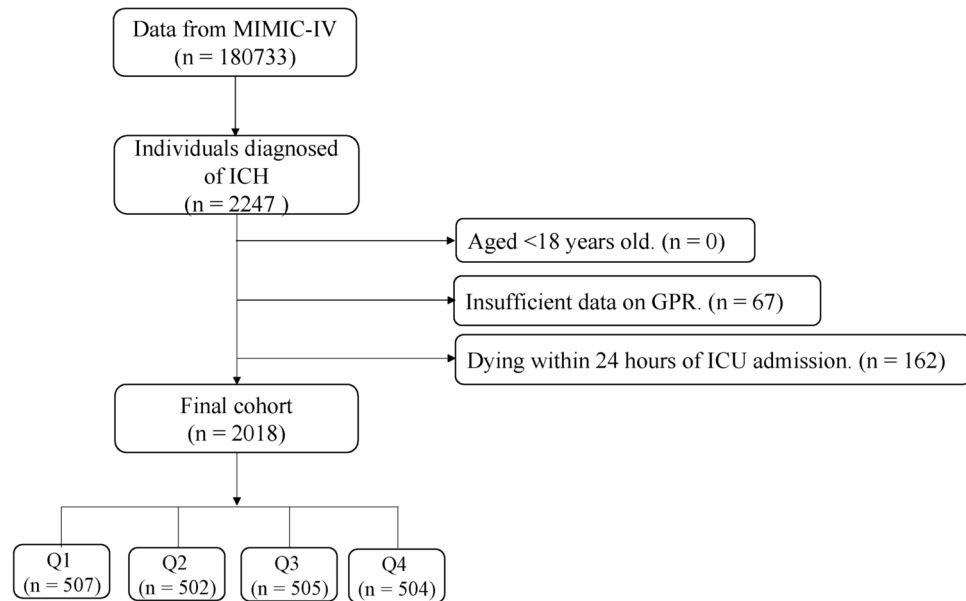 Data from MIMIC-IV
(n = 180733)
Individuals diagnosed
of ICH
(n = 2247 )
Aged <18 years old. (n = 0)
Insufficient data on GPR. (n = 67)
Dying within 24 hours of ICU admission. (n = 162)
Final cohort
(n = 2018)
Q1
(n = 507)
Q2
(n = 502)
Q3
(n = 505)
Q4
(n = 504)